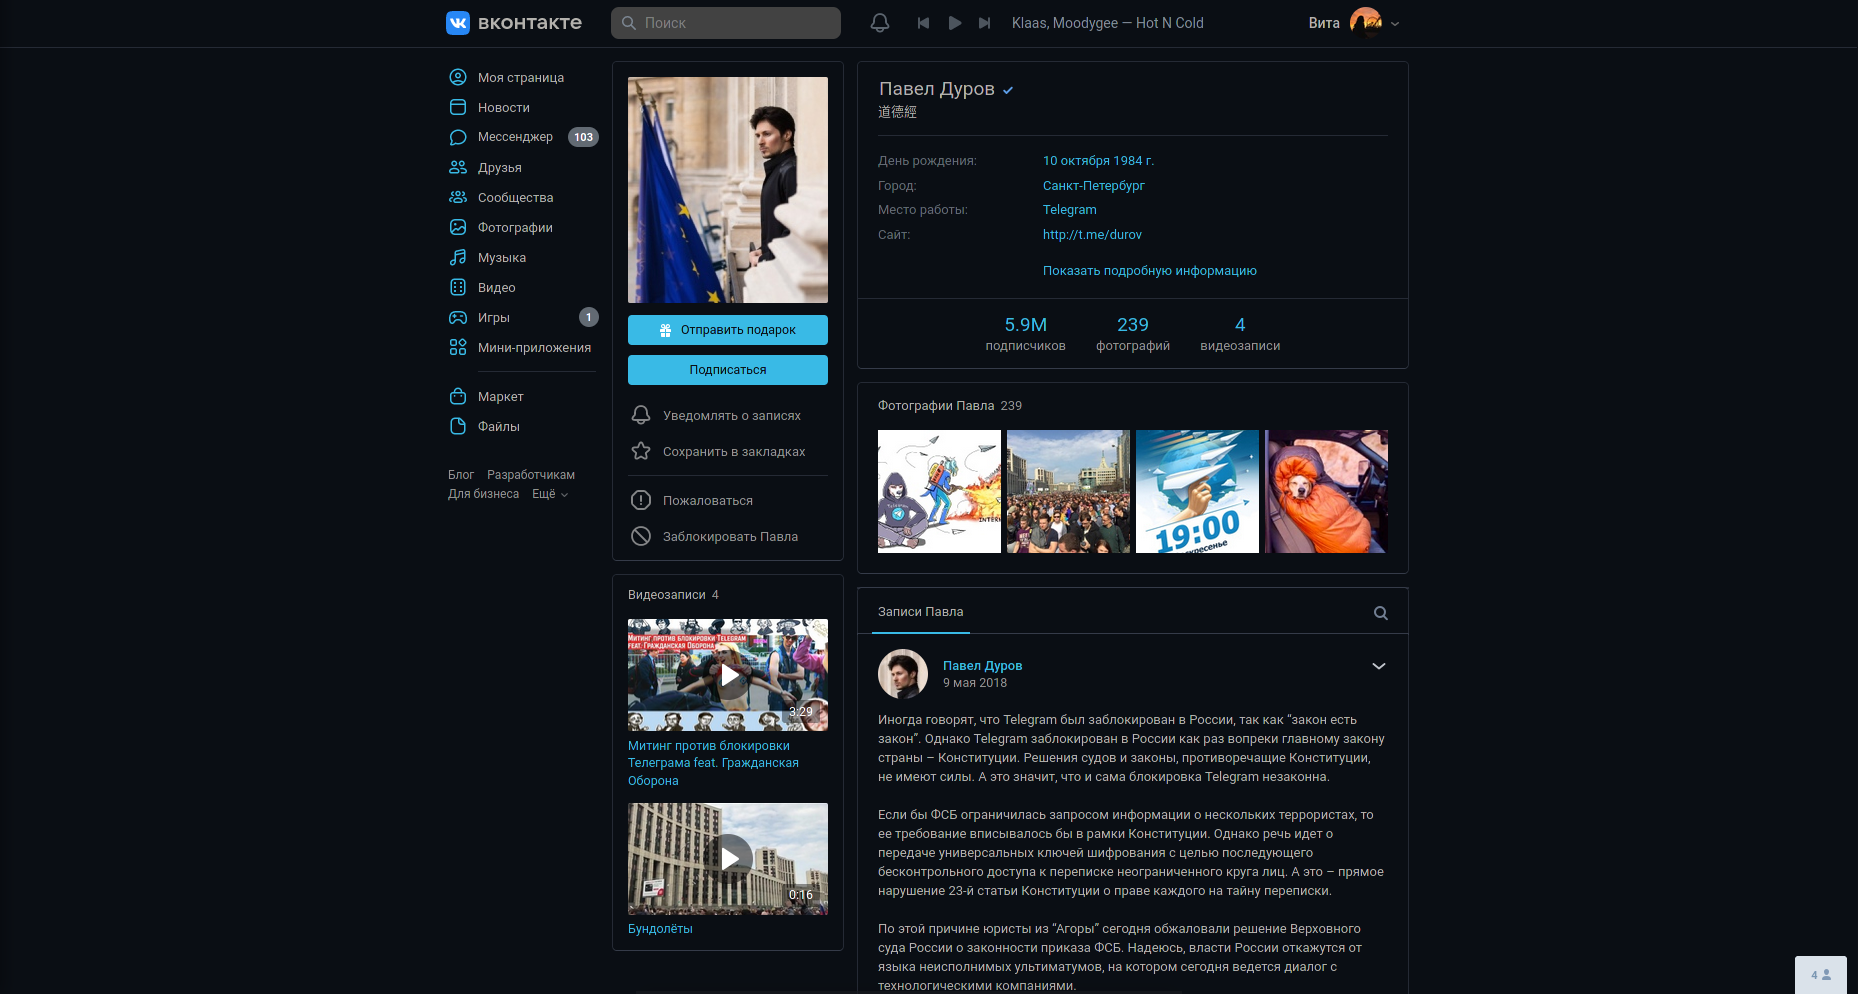 вконтакте
Поиск
Klaas, Moodygee — Hot N Cold
Вита
Моя страница
Новости
Мессенджер 103
Друзья
Сообщества
Фотографии
Музыка
Видео
Игры 1
Мини-приложения
Маркет
Файлы
Блог Разработчикам
Для бизнеса Ещё
Отправить подарок
Подписаться
Уведомлять о записях
Сохранить в закладках
Пожаловаться
Заблокировать Павла
Видеозаписи 4
Митинг против блокировки Telegram
feat. Гражданская Оборона
3:29
Митинг против блокировки
Телеграма feat. Гражданская
Оборона
0:16
Бундолёты
Павел Дуров
道德經
День рождения: 10 октября 1984 г.
Город: Санкт-Петербург
Место работы: Telegram
Сайт: http://t.me/durov
Показать подробную информацию
5.9M 239 4
подписчиков фотографий видеозаписи
Фотографии Павла 239
Telegram
INTERN
19:00
Записи Павла
Павел Дуров
9 мая 2018
Иногда говорят, что Telegram был заблокирован в России, так как “закон есть
закон”. Однако Telegram заблокирован в России как раз вопреки главному закону
страны – Конституции. Решения судов и законы, противоречащие Конституции,
не имеют силы. А это значит, что и сама блокировка Telegram незаконна.
Если бы ФСБ ограничилась запросом информации о нескольких террористах, то
ее требование вписывалось бы в рамки Конституции. Однако речь идет о
передаче универсальных ключей шифрования с целью последующего
бесконтрольного доступа к переписке неограниченного круга лиц. А это – прямое
нарушение 23-й статьи Конституции о праве каждого на тайну переписки.
По этой причине юристы из “Агоры” сегодня обжаловали решение Верховного
суда России о законности приказа ФСБ. Надеюсь, власти России откажутся от
языка неисполнимых ультиматумов, на котором сегодня ведется диалог с
технологическими компаниями.
4